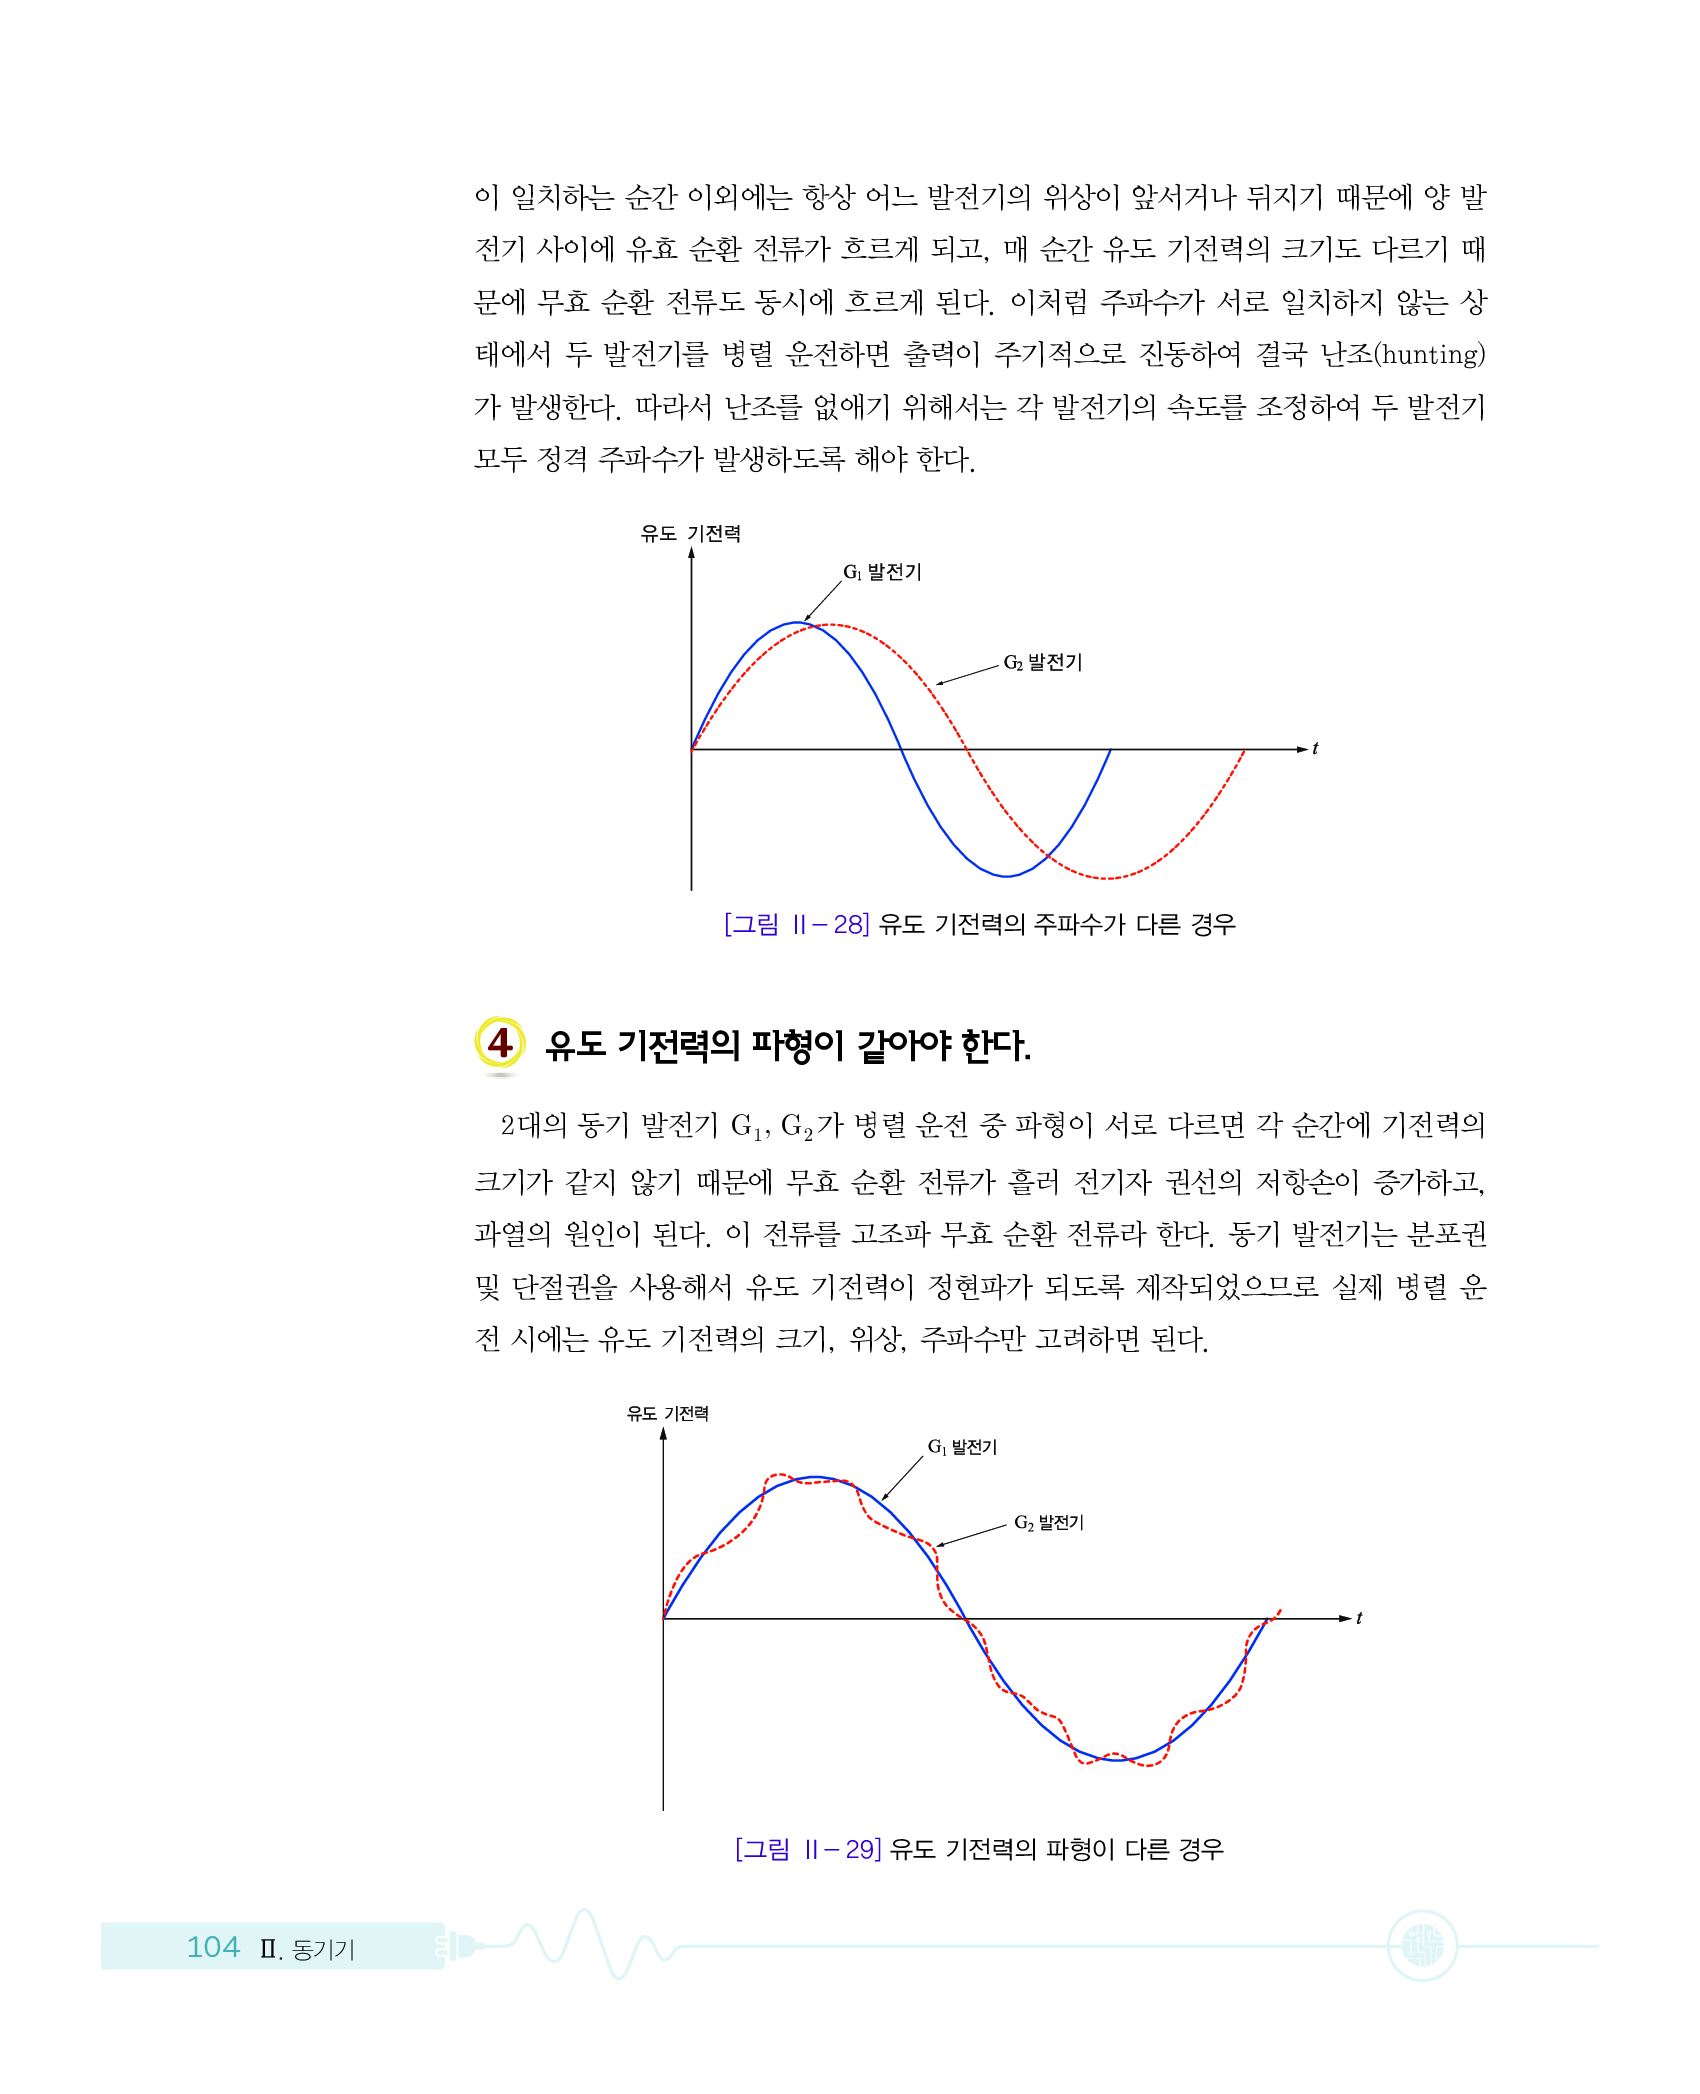 이 일치하는 순간 이외에는 항상 어느 발전기의 위상이 앞서거나 뒤지기 때문에 양 발
전기 사이에 유효 순환 전류가 흐르게 되고, 매 순간 유도 기전력의 크기도 다르기 때
문에 무효 순환 전류도 동시에 흐르게 된다. 이처럼 주파수가 서로 일치하지 않는 상
태에서 두 발전기를 병렬 운전하면 출력이 주기적으로 진동하여 결국 난조(hunting)
가 발생한다. 따라서 난조를 없애기 위해서는 각 발전기의 속도를 조정하여 두 발전기
모두 정격 주파수가 발생하도록 해야 한다.
유도 기전력
G₁ 발전기
G₂ 발전기
t
[그림 Ⅱ-28] 유도 기전력의 주파수가 다른 경우
4 유도 기전력의 파형이 같아야 한다.
2대의 동기 발전기 G₁, G₂가 병렬 운전 중 파형이 서로 다르면 각 순간에 기전력의
크기가 같지 않기 때문에 무효 순환 전류가 흘러 전기자 권선의 저항손이 증가하고,
과열의 원인이 된다. 이 전류를 고조파 무효 순환 전류라 한다. 동기 발전기는 분포권
및 단절권을 사용해서 유도 기전력이 정현파가 되도록 제작되었으므로 실제 병렬 운
전 시에는 유도 기전력의 크기, 위상, 주파수만 고려하면 된다.
유도 기전력
G₁ 발전기
G₂ 발전기
t
[그림 Ⅱ-29] 유도 기전력의 파형이 다른 경우
104 Ⅱ. 동기기